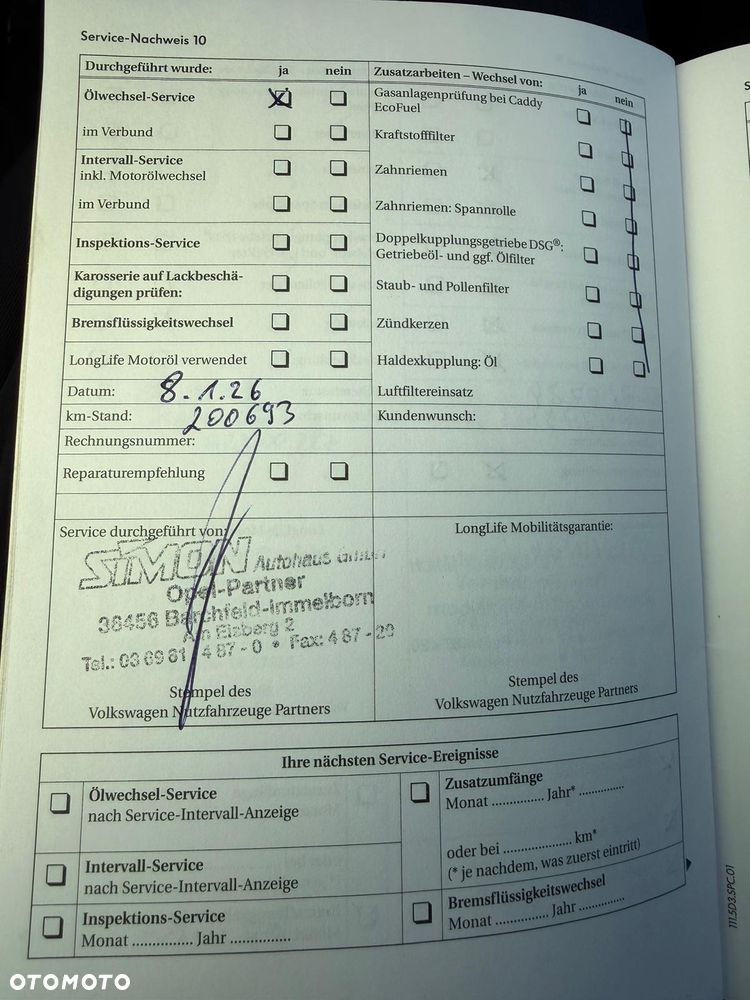 Service-Nachweis 10
Durchgeführt wurde: ja nein
Ölwechsel-Service
im Verbund
Intervall-Service
inkl. Motorölwechsel
im Verbund
Inspektions-Service
Karosserie auf Lackbeschä-
digungen prüfen:
Bremsflüssigkeitswechsel
LongLife Motoröl verwendet
Datum: 8.1.26
km-Stand: 200693
Rechnungsnummer:
Reparaturempfehlung
Zusatzarbeiten – Wechsel von: ja nein
Gasanlagenprüfung bei Caddy
EcoFuel
Kraftstofffilter
Zahnriemen
Zahnriemen: Spannrolle
Doppelkupplungsgetriebe DSG®:
Getriebeöl- und ggf. Ölfilter
Staub- und Pollenfilter
Zündkerzen
Haldexkupplung: Öl
Luftfiltereinsatz
Kundenwunsch:
Service durchgeführt von:
SIMON Autohaus GmbH
Opel-Partner
36456 Barchfeld-Immelborn
Am Eisberg 2
Tel.: 03 69 61 / 4 87 - 0 * Fax: 4 87 - 29
Stempel des
Volkswagen Nutzfahrzeuge Partners
LongLife Mobilitätsgarantie:
Stempel des
Volkswagen Nutzfahrzeuge Partners
Ihre nächsten Service-Ereignisse
Ölwechsel-Service
nach Service-Intervall-Anzeige
Intervall-Service
nach Service-Intervall-Anzeige
Inspektions-Service
Monat .............. Jahr ..............
Zusatzumfänge
Monat .............. Jahr* ..............
oder bei .................. km*
(* je nachdem, was zuerst eintritt)
Bremsflüssigkeitswechsel
Monat .............. Jahr ..............
111.5D3.SPC.01
OTOMOTO